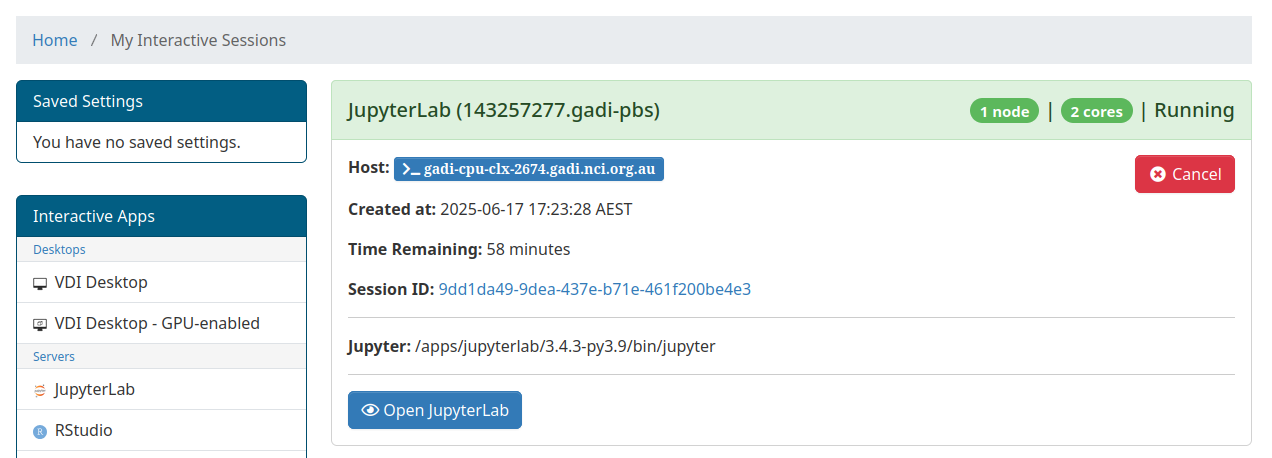 Home / My Interactive Sessions
Saved Settings
You have no saved settings.
Interactive Apps
Desktops
VDI Desktop
VDI Desktop - GPU-enabled
Servers
JupyterLab
RStudio
JupyterLab (143257277.gadi-pbs) 1 node | 2 cores | Running
Host: >_ gadi-cpu-clx-2674.gadi.nci.org.au
Cancel
Created at: 2025-06-17 17:23:28 AEST
Time Remaining: 58 minutes
Session ID: 9dd1da49-9dea-437e-b71e-461f200be4e3
Jupyter: /apps/jupyterlab/3.4.3-py3.9/bin/jupyter
Open JupyterLab